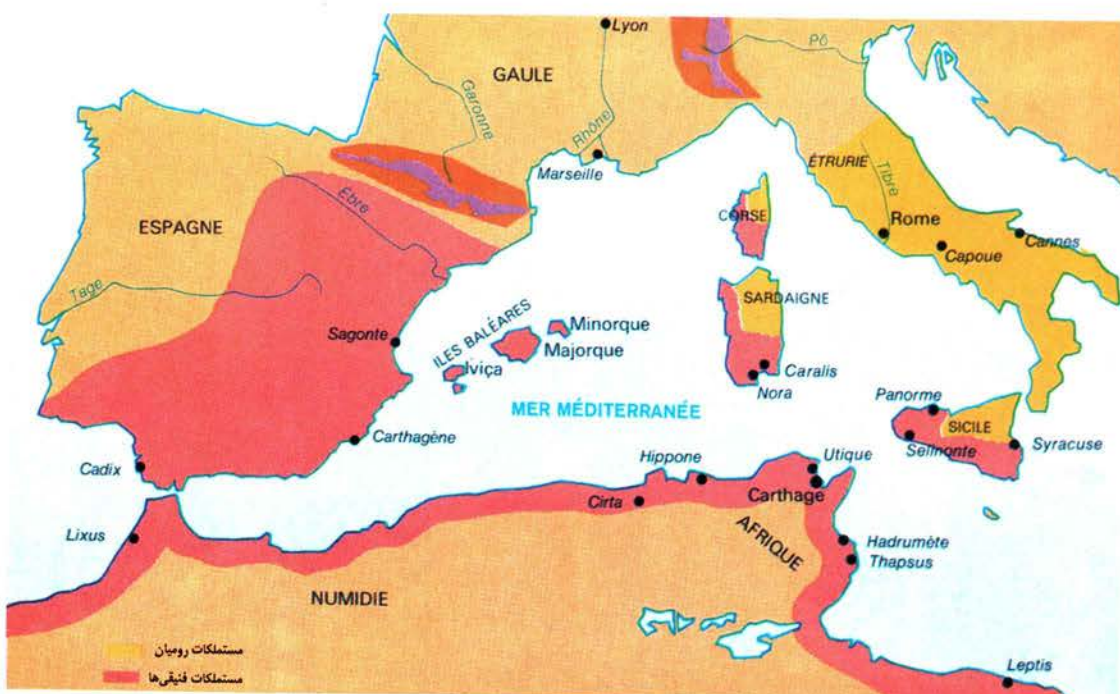 Lyon
Pô
GAULE
Garonne
Rhône
Marseille
ÉTRURIE
Tibre
Rome
Capoue
Cannes
CORSE
SARDAIGNE
Caralis
Nora
ESPAGNE
Èbre
Tage
Sagonte
ILES BALÉARES
Minorque
Majorque
Iviça
MER MÉDITERRANÉE
Carthagène
Cadix
Lixus
Panorme
SICILE
Selinonte
Syracuse
Hippone
Utique
Cirta
Carthage
AFRIQUE
Hadrumète
Thapsus
NUMIDIE
Leptis
مستملکات رومیان
مستملکات فنیقی‌ها